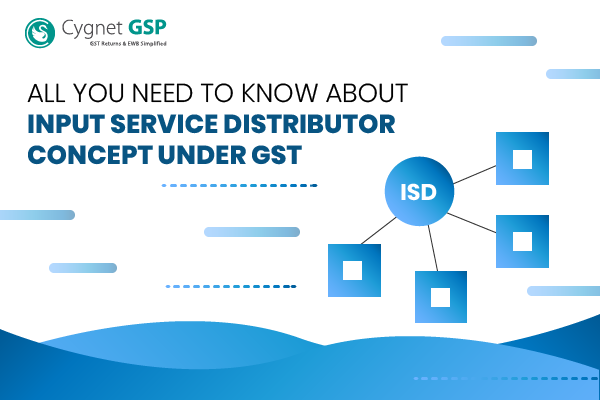 Cygnet GSP
GST Returns & EWB Simplified
ALL YOU NEED TO KNOW ABOUT
INPUT SERVICE DISTRIBUTOR
CONCEPT UNDER GST
ISD